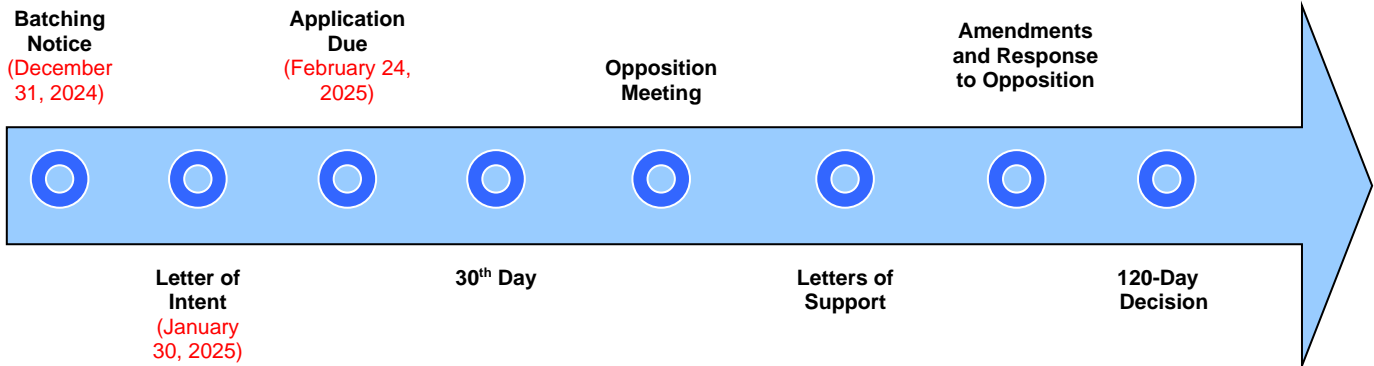 Batching
Notice
(December
31, 2024)
Letter of
Intent
(January
30, 2025)
Application
Due
(February 24,
2025)
30th Day
Opposition
Meeting
Letters of
Support
Amendments
and Response
to Opposition
120-Day
Decision